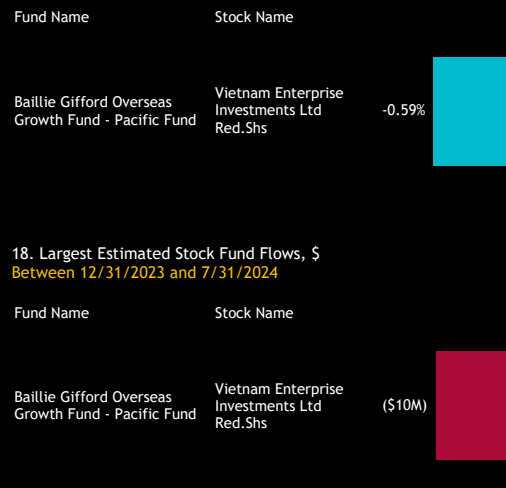 Fund Name Stock Name
Baillie Gifford Overseas
Growth Fund - Pacific Fund
Vietnam Enterprise
Investments Ltd
Red.Shs
-0.59%
18. Largest Estimated Stock Fund Flows, $
Between 12/31/2023 and 7/31/2024
Fund Name Stock Name
Baillie Gifford Overseas
Growth Fund - Pacific Fund
Vietnam Enterprise
Investments Ltd
Red.Shs
($10M)